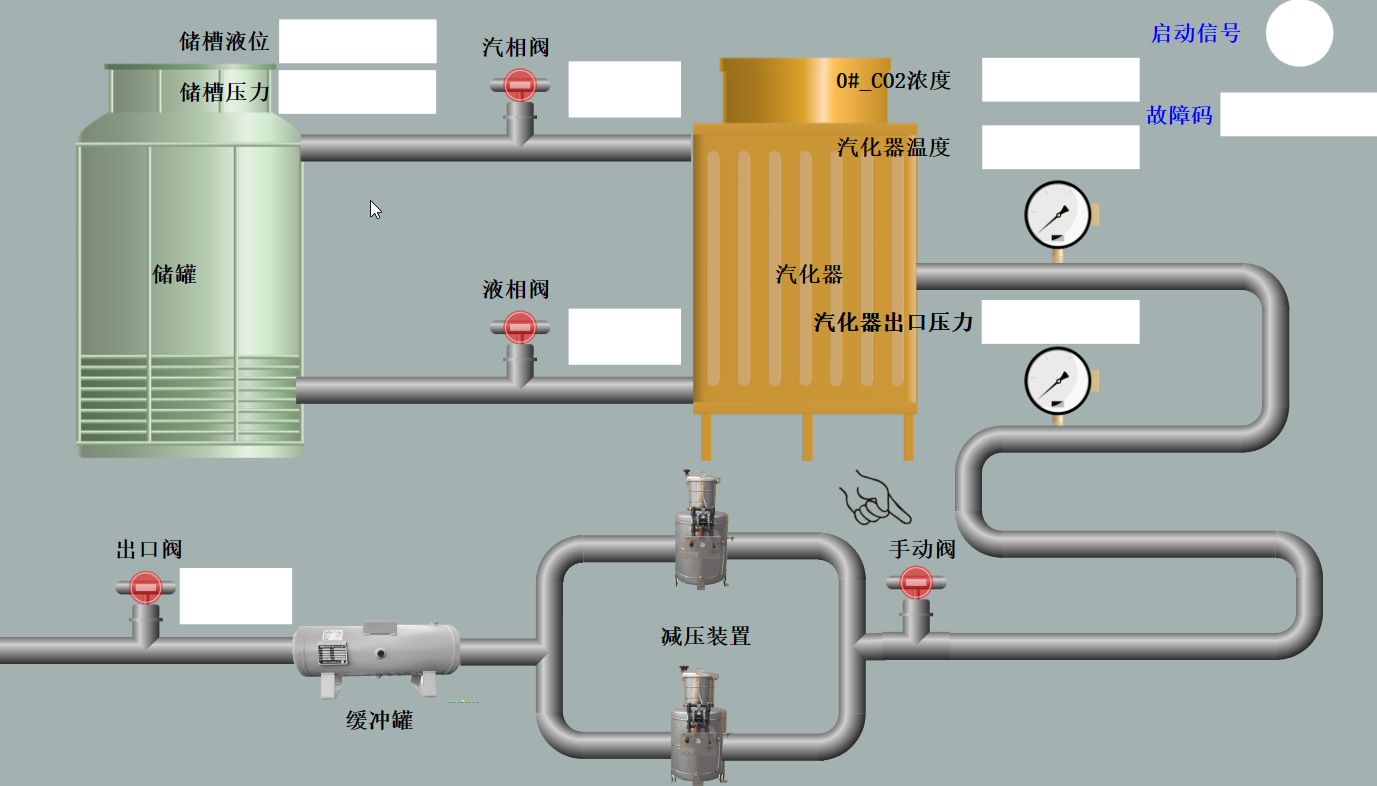 储槽液位
储槽压力
汽相阀
0#_CO2浓度
汽化器温度
启动信号
故障码
储罐
汽化器
液相阀
汽化器出口压力
出口阀
手动阀
减压装置
缓冲罐